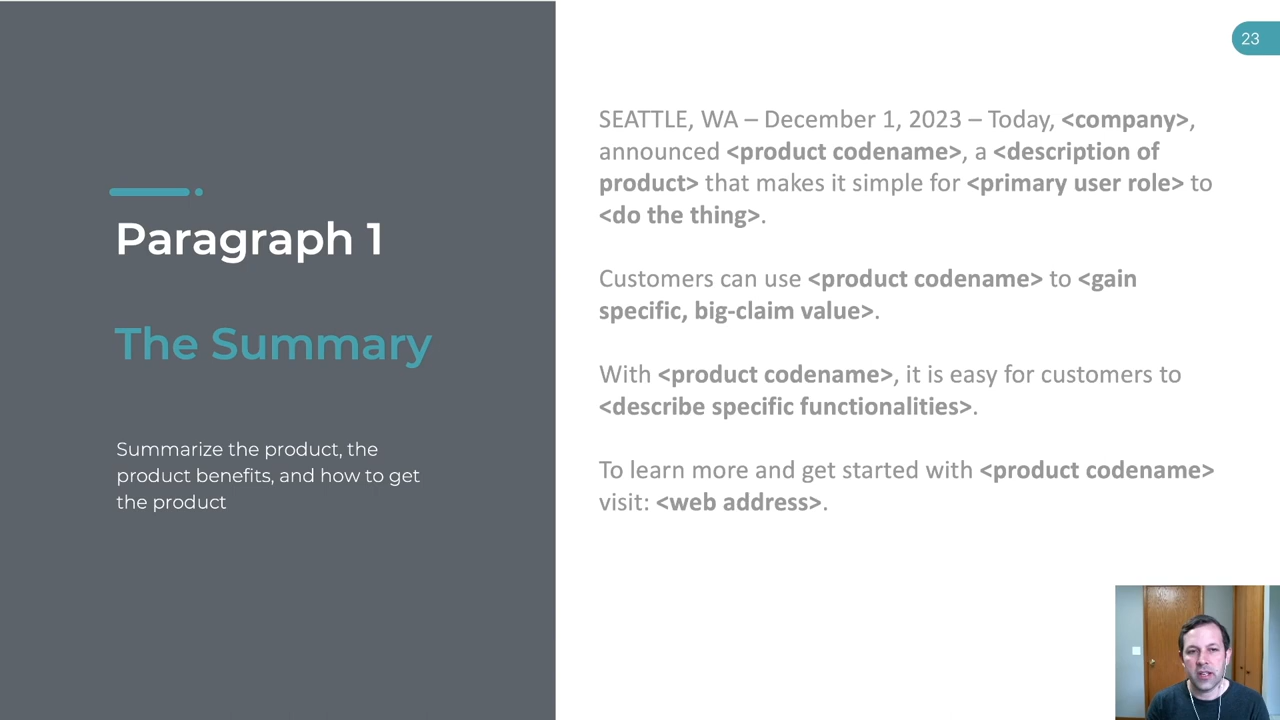 23
Paragraph 1
The Summary
Summarize the product, the
product benefits, and how to get
the product
SEATTLE, WA – December 1, 2023 – Today, <company>,
announced <product codename>, a <description of
product> that makes it simple for <primary user role> to
<do the thing>.
Customers can use <product codename> to <gain
specific, big-claim value>.
With <product codename>, it is easy for customers to
<describe specific functionalities>.
To learn more and get started with <product codename>
visit: <web address>.